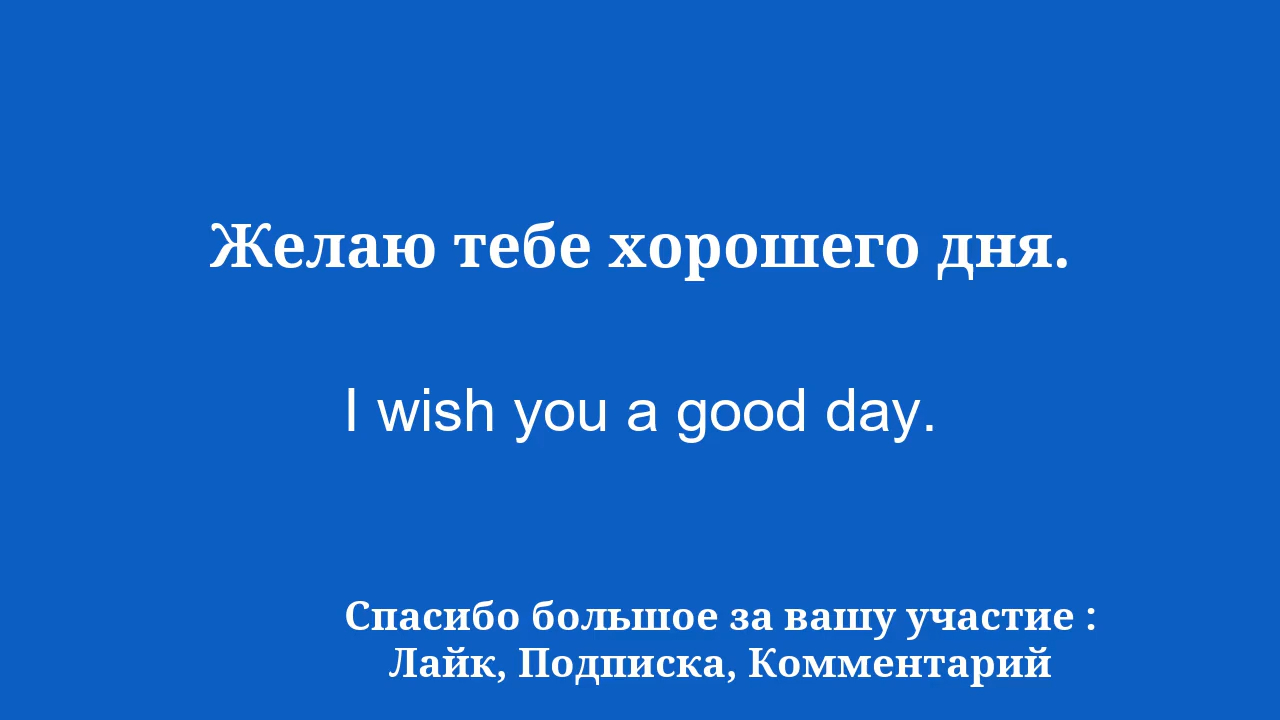 Желаю тебе хорошего дня.
I wish you a good day.
Спасибо большое за вашу участие :
Лайк, Подписка, Комментарий